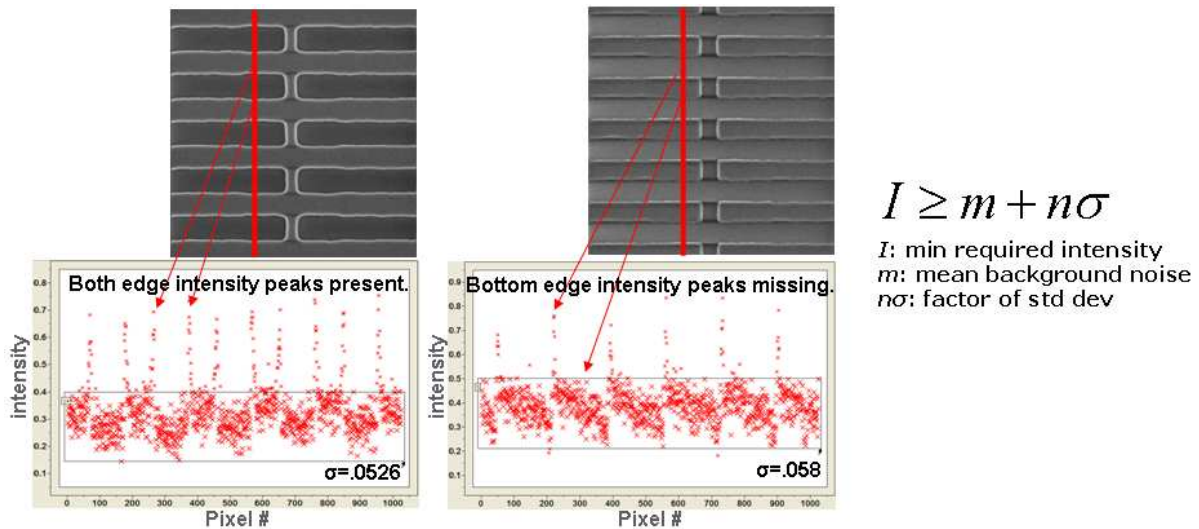 Both edge intensity peaks present.
intensity
0.8
0.7
0.6
0.5
0.4
0.3
0.2
0.1
σ=.0526
0 100 200 300 400 500 600 700 800 900 1000
Pixel #
Bottom edge intensity peaks missing.
intensity
0.9
0.8
0.7
0.6
0.5
0.4
0.3
0.2
0.1
σ=.058
0 100 200 300 400 500 600 700 800 900 1000
Pixel #
I ≥ m + nσ
I: min required intensity
m: mean background noise
nσ: factor of std dev